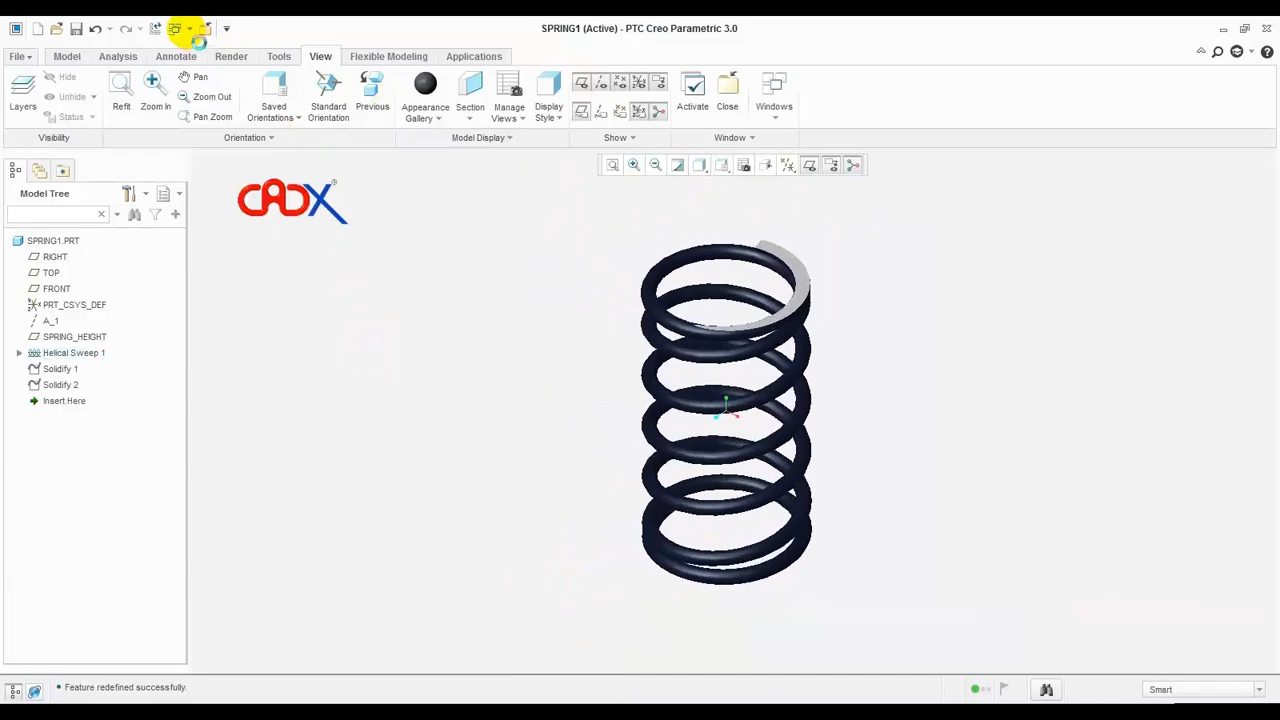 SPRING1 (Active) - PTC Creo Parametric 3.0
File Model Analysis Annotate Render Tools View Flexible Modeling Applications
Hide
Unhide
Status
Layers
Visibility
Refit
Zoom In
Pan
Zoom Out
Pan Zoom
Saved Orientations
Standard Orientation
Previous
Orientation
Appearance Gallery
Section
Manage Views
Display Style
Model Display
Show
Activate
Close
Windows
Window
Model Tree
CADX
SPRING1.PRT
RIGHT
TOP
FRONT
PRT_CSYS_DEF
A_1
SPRING_HEIGHT
Helical Sweep 1
Solidify 1
Solidify 2
Insert Here
Feature redefined successfully.
Smart